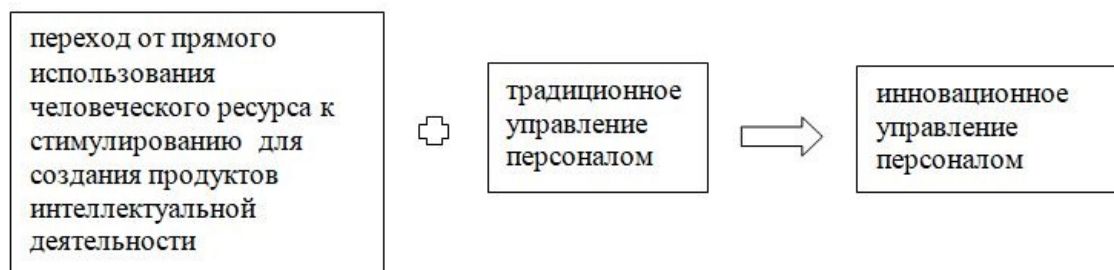 переход от прямого
использования
человеческого ресурса к
стимулированию для
создания продуктов
интеллектуальной
деятельности
традиционное
управление
персоналом
инновационное
управление
персоналом